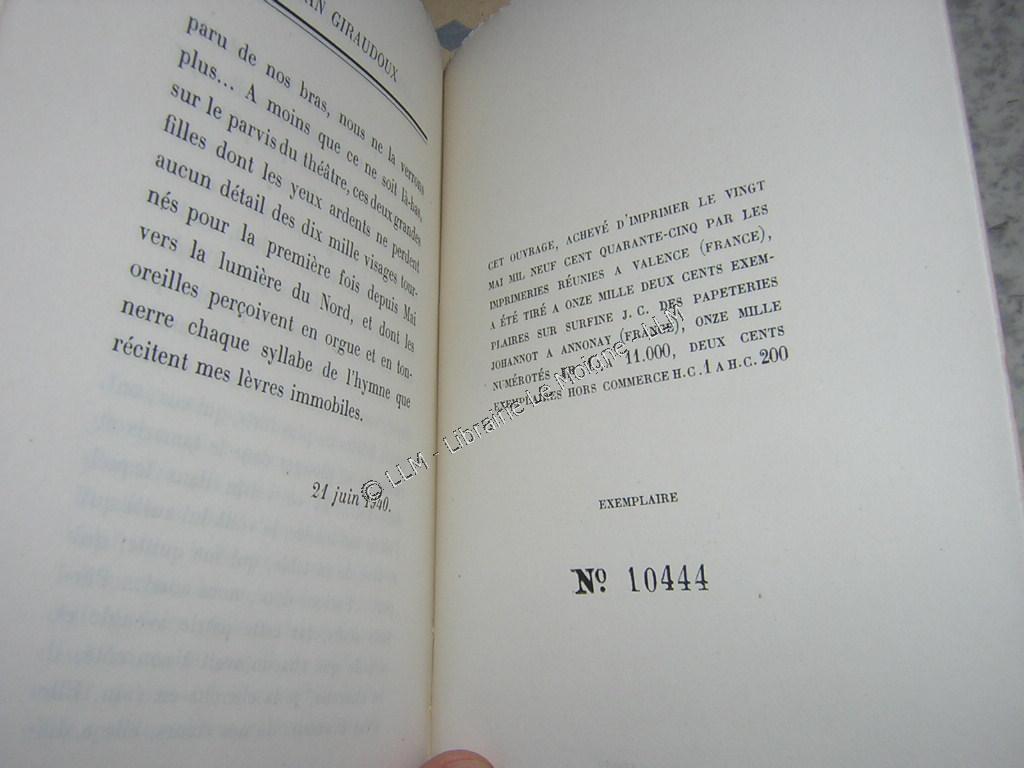 AN GIRAUDOUX
paru de nos bras, nous ne la verrons
plus... A moins que ce ne soit là-bas,
sur le parvis du théâtre, ces deux grandes
filles dont les yeux ardents ne perdent
aucun détail des dix mille visages tour-
nés pour la première fois depuis Mai
vers la lumière du Nord, et dont les
oreilles perçoivent en orgue et en ton-
nerre chaque syllabe de l'hymne que
récitent mes lèvres immobiles.
21 juin 1940.
CET OUVRAGE, ACHEVÉ D'IMPRIMER LE VINGT
MAI MIL NEUF CENT QUARANTE-CINQ PAR LES
IMPRIMERIES RÉUNIES A VALENCE (FRANCE),
A ÉTÉ TIRÉ A ONZE MILLE DEUX CENTS EXEM-
PLAIRES SUR SURFINE J. C. DES PAPETERIES
JOHANNOT A ANNONAY (FRANCE), ONZE MILLE
NUMÉROTÉS 11.000, DEUX CENTS
EXEMPLAIRES HORS COMMERCE H.C. 1 A H.C. 200
EXEMPLAIRE
Nº 10444
© LLM - Librairie Le Moigne - LLM